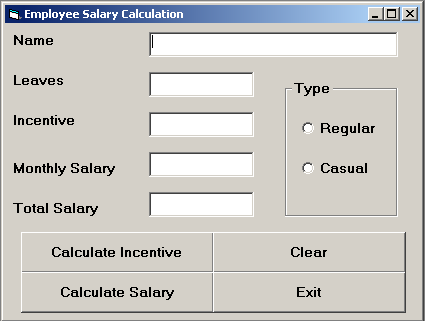 Employee Salary Calculation
Name
Leaves
Type
Incentive
Regular
Monthly Salary
Casual
Total Salary
Calculate Incentive
Clear
Calculate Salary
Exit